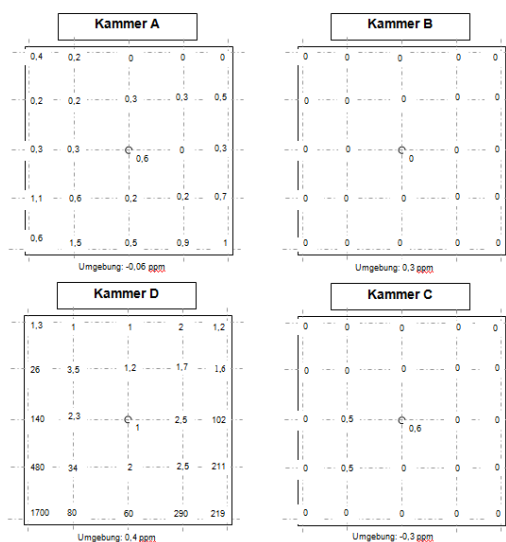 Kammer A
0,4 0,2 0 0 0
0,2 0,2 0,3 0,3 0,5
0,3 0,3 0,6 0 0,3
1,1 0,6 0,2 0,2 0,7
0,6 1,5 0,5 0,9 1
Umgebung: -0,06 ppm
Kammer B
0 0 0 0 0
0 0 0 0 0
0 0 0 0 0
0 0 0 0 0
0 0 0 0 0
Umgebung: 0,3 ppm
Kammer D
1,3 1 1 2 1,2
26 3,5 1,2 1,7 1,6
140 2,3 1 2,5 102
480 34 2 2,5 211
1700 80 60 290 219
Umgebung: 0,4 ppm
Kammer C
0 0 0 0 0
0 0 0 0 0
0 0,5 0,6 0 0
0 0,5 0 0 0
0 0 0 0 0
Umgebung: -0,3 ppm